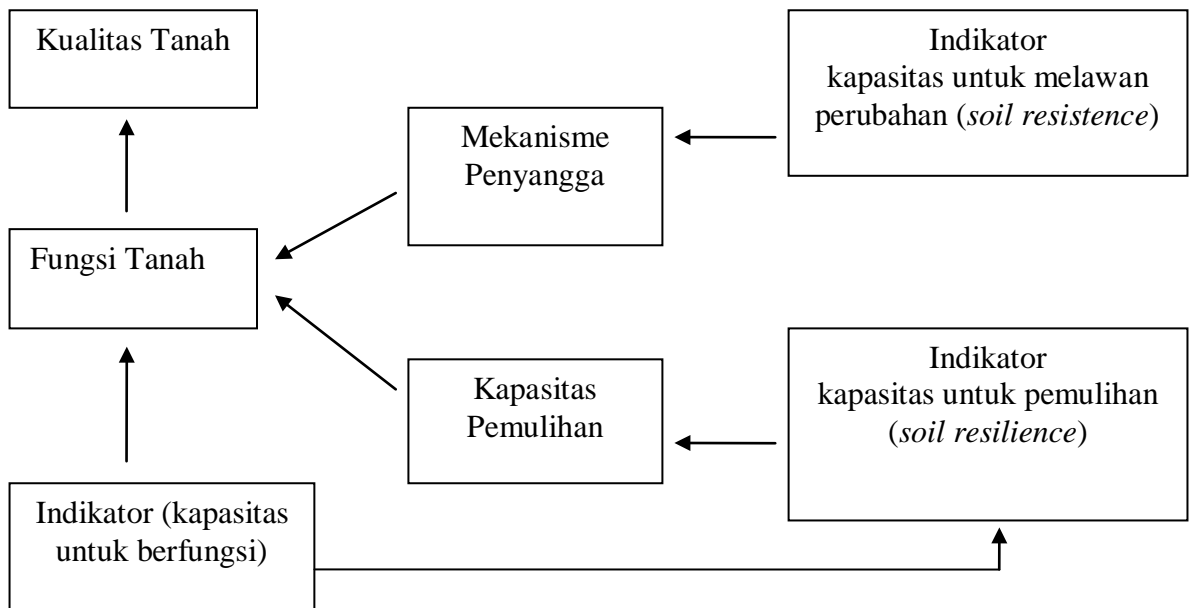 Kualitas Tanah
Indikator
kapasitas untuk melawan
perubahan (soil resistence)
Mekanisme
Penyangga
Fungsi Tanah
Kapasitas
Pemulihan
Indikator
kapasitas untuk pemulihan
(soil resilience)
Indikator (kapasitas
untuk berfungsi)